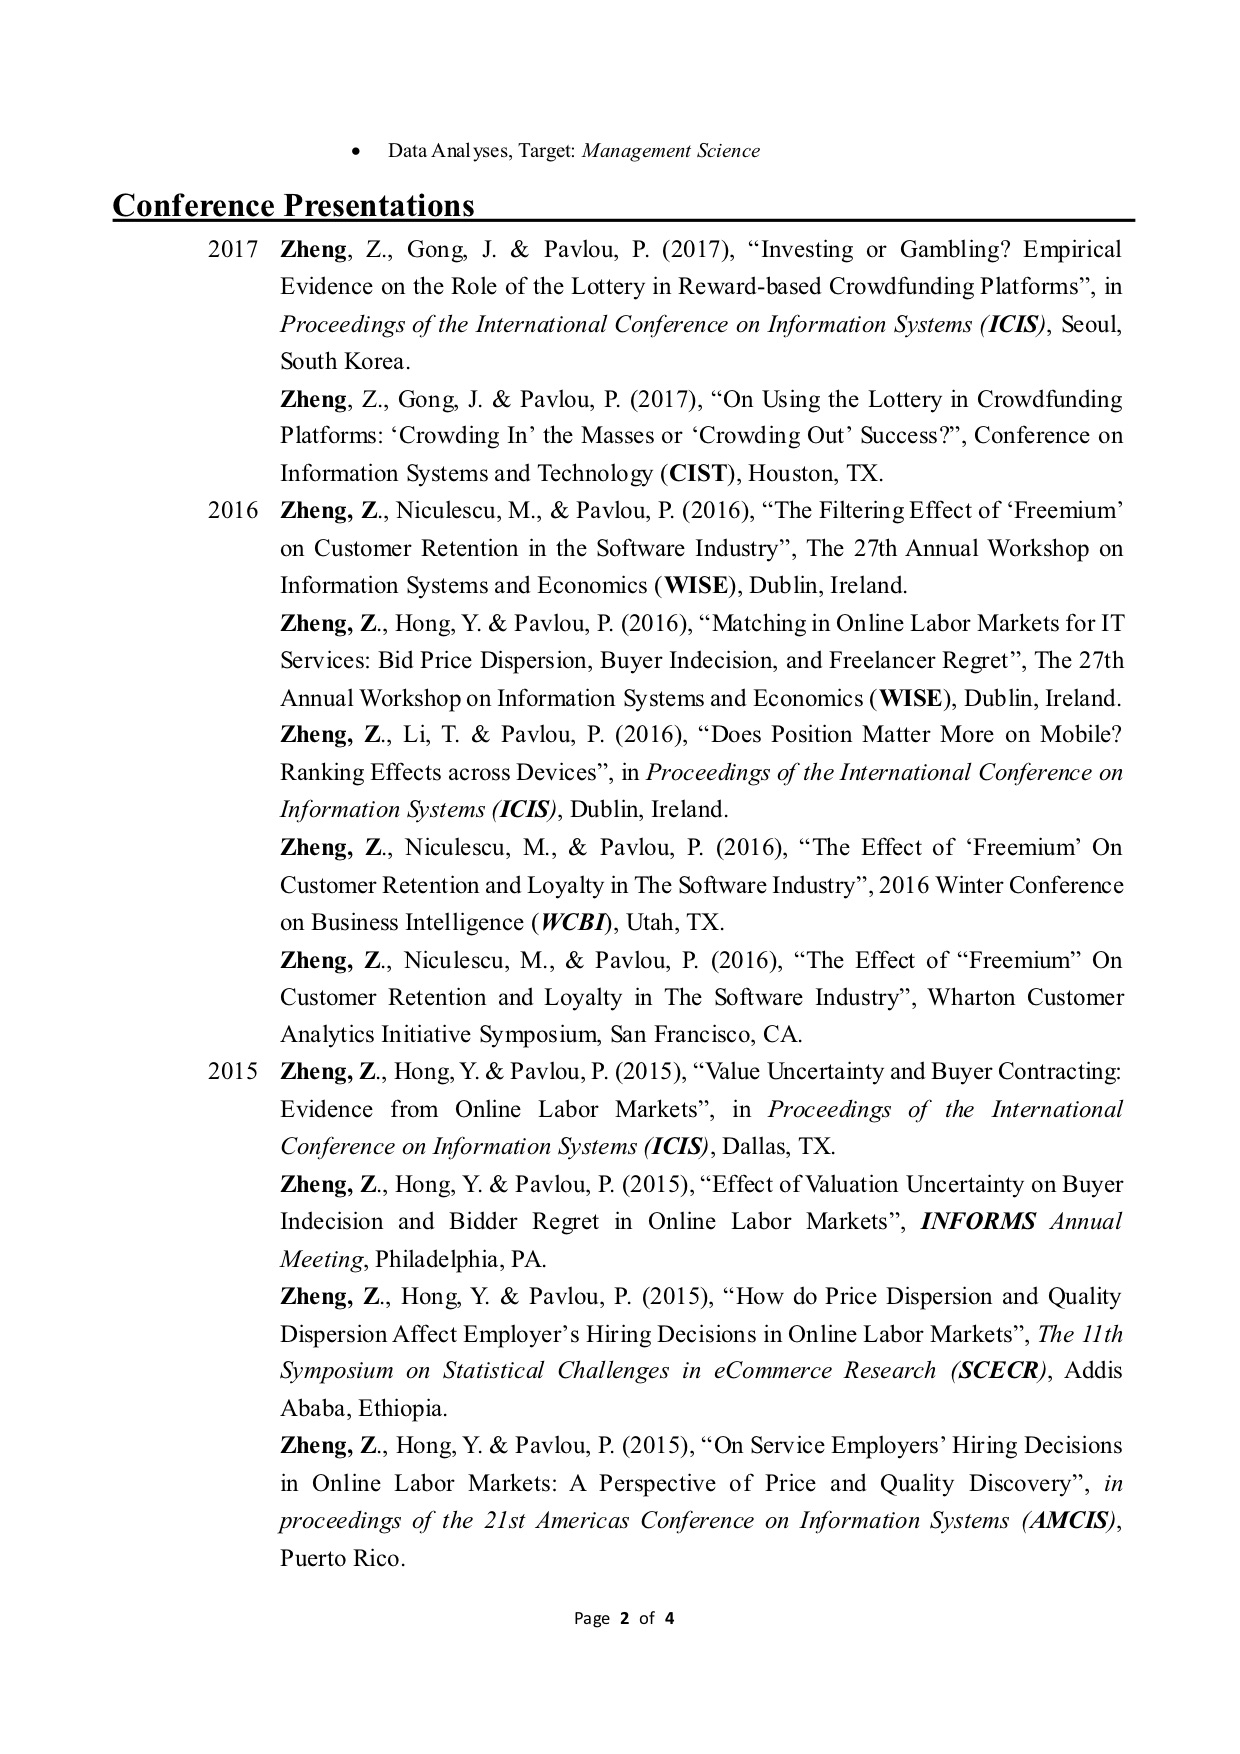 • Data Analyses, Target: Management Science
Conference Presentations
2017 Zheng, Z., Gong, J. & Pavlou, P. (2017), “Investing or Gambling? Empirical
Evidence on the Role of the Lottery in Reward-based Crowdfunding Platforms”, in
Proceedings of the International Conference on Information Systems (ICIS), Seoul,
South Korea.
Zheng, Z., Gong, J. & Pavlou, P. (2017), “On Using the Lottery in Crowdfunding
Platforms: ‘Crowding In’ the Masses or ‘Crowding Out’ Success?”, Conference on
Information Systems and Technology (CIST), Houston, TX.
2016 Zheng, Z., Niculescu, M., & Pavlou, P. (2016), “The Filtering Effect of ‘Freemium’
on Customer Retention in the Software Industry”, The 27th Annual Workshop on
Information Systems and Economics (WISE), Dublin, Ireland.
Zheng, Z., Hong, Y. & Pavlou, P. (2016), “Matching in Online Labor Markets for IT
Services: Bid Price Dispersion, Buyer Indecision, and Freelancer Regret”, The 27th
Annual Workshop on Information Systems and Economics (WISE), Dublin, Ireland.
Zheng, Z., Li, T. & Pavlou, P. (2016), “Does Position Matter More on Mobile?
Ranking Effects across Devices”, in Proceedings of the International Conference on
Information Systems (ICIS), Dublin, Ireland.
Zheng, Z., Niculescu, M., & Pavlou, P. (2016), “The Effect of ‘Freemium’ On
Customer Retention and Loyalty in The Software Industry”, 2016 Winter Conference
on Business Intelligence (WCBI), Utah, TX.
Zheng, Z., Niculescu, M., & Pavlou, P. (2016), “The Effect of “Freemium” On
Customer Retention and Loyalty in The Software Industry”, Wharton Customer
Analytics Initiative Symposium, San Francisco, CA.
2015 Zheng, Z., Hong, Y. & Pavlou, P. (2015), “Value Uncertainty and Buyer Contracting:
Evidence from Online Labor Markets”, in Proceedings of the International
Conference on Information Systems (ICIS), Dallas, TX.
Zheng, Z., Hong, Y. & Pavlou, P. (2015), “Effect of Valuation Uncertainty on Buyer
Indecision and Bidder Regret in Online Labor Markets”, INFORMS Annual
Meeting, Philadelphia, PA.
Zheng, Z., Hong, Y. & Pavlou, P. (2015), “How do Price Dispersion and Quality
Dispersion Affect Employer’s Hiring Decisions in Online Labor Markets”, The 11th
Symposium on Statistical Challenges in eCommerce Research (SCECR), Addis
Ababa, Ethiopia.
Zheng, Z., Hong, Y. & Pavlou, P. (2015), “On Service Employers’ Hiring Decisions
in Online Labor Markets: A Perspective of Price and Quality Discovery”, in
proceedings of the 21st Americas Conference on Information Systems (AMCIS),
Puerto Rico.
Page 2 of 4